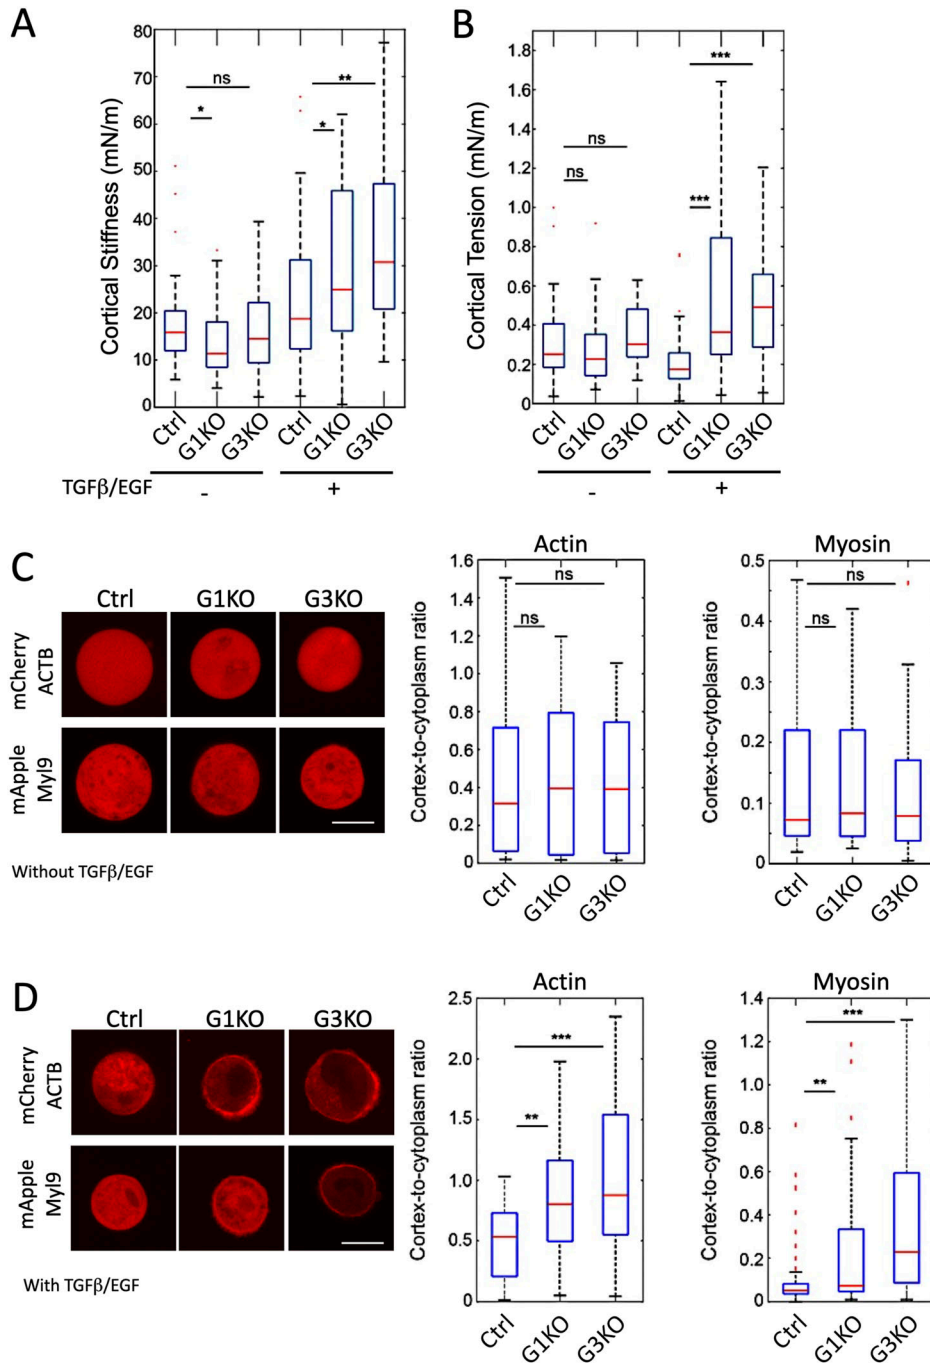 A
Cortical Stiffness (mN/m)
80
70
60
50
40
30
20
10
0
ns
*
**
*
Ctrl
G1KO
G3KO
Ctrl
G1KO
G3KO
TGFβ/EGF
-
+
B
Cortical Tension (mN/m)
1.8
1.6
1.4
1.2
1.0
0.8
0.6
0.4
0.2
0
ns
ns
***
***
Ctrl
G1KO
G3KO
Ctrl
G1KO
G3KO
-
+
C
Ctrl
G1KO
G3KO
mCherry
ACTB
mApple
Myl9
Without TGFβ/EGF
Actin
Cortex-to-cytoplasm ratio
1.6
1.4
1.2
1.0
0.8
0.6
0.4
0.2
0
ns
ns
Ctrl
G1KO
G3KO
Myosin
Cortex-to-cytoplasm ratio
0.5
0.4
0.3
0.2
0.1
0
ns
ns
Ctrl
G1KO
G3KO
D
Ctrl
G1KO
G3KO
mCherry
ACTB
mApple
Myl9
With TGFβ/EGF
Actin
Cortex-to-cytoplasm ratio
2.5
2.0
1.5
1.0
0.5
0
***
**
Ctrl
G1KO
G3KO
Myosin
Cortex-to-cytoplasm ratio
1.4
1.2
1.0
0.8
0.6
0.4
0.2
0
***
**
Ctrl
G1KO
G3KO